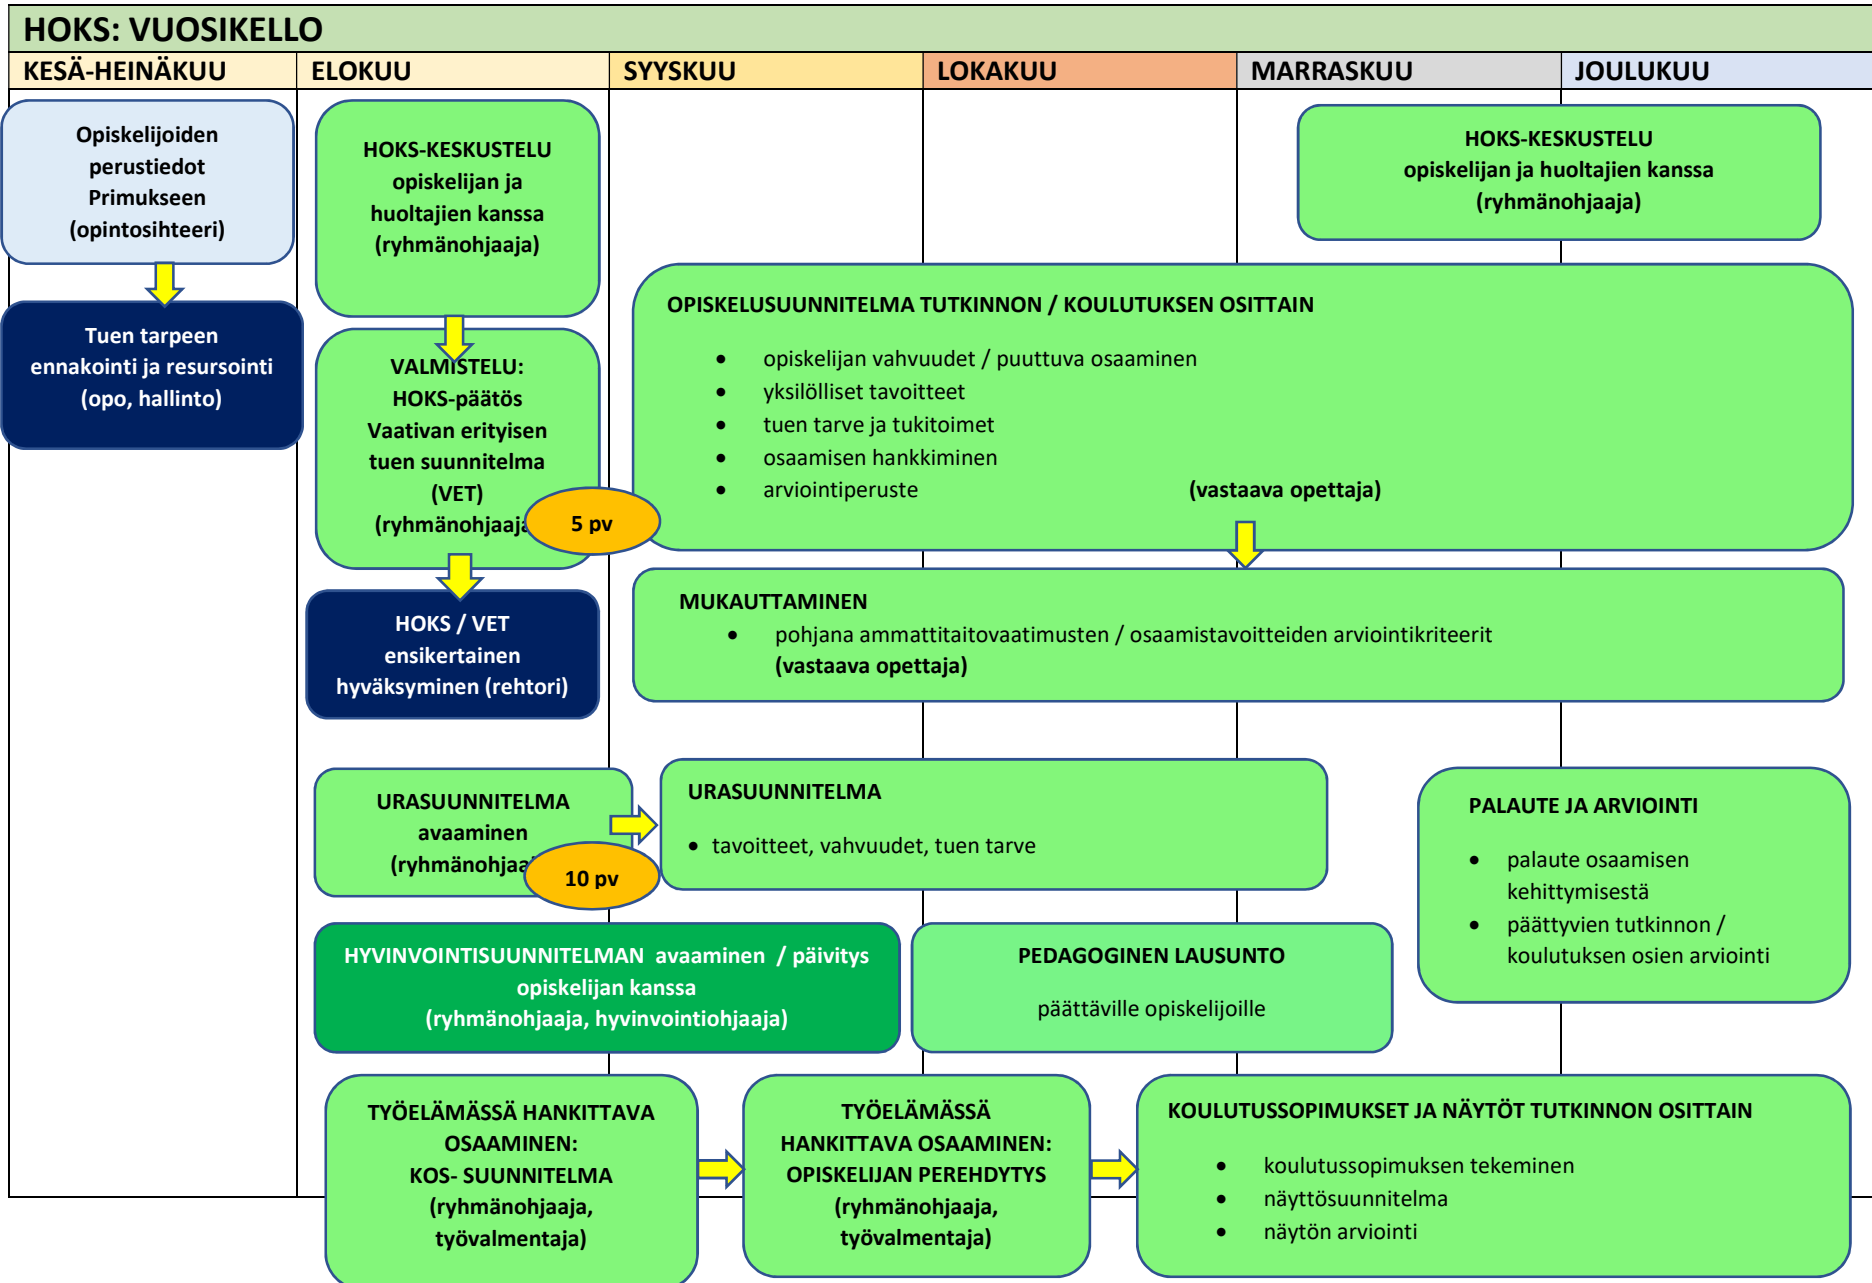 HOKS: VUOSIKELLO
KESÄ-HEINÄKUU
ELOKUU
SYYSKUU
LOKAKUU
MARRASKUU
JOULUKUU
Opiskelijoiden
perustiedot
Primukseen
(opintosihteeri)
Tuen tarpeen
ennakointi ja resursointi
(opo, hallinto)
HOKS-KESKUSTELU
opiskelijan ja
huoltajien kanssa
(ryhmänohjaaja)
VALMISTELU:
HOKS-päätös
Vaativan erityisen
tuen suunnitelma
(VET)
(ryhmänohjaaja
5 pv
HOKS / VET
ensikertainen
hyväksyminen (rehtori)
HOKS-KESKUSTELU
opiskelijan ja huoltajien kanssa
(ryhmänohjaaja)
OPISKELUSUUNNITELMA TUTKINNON / KOULUTUKSEN OSITTAIN
• opiskelijan vahvuudet / puuttuva osaaminen
• yksilölliset tavoitteet
• tuen tarve ja tukitoimet
• osaamisen hankkiminen
• arviointiperuste (vastaava opettaja)
MUKAUTTAMINEN
• pohjana ammattitaitovaatimusten / osaamistavoitteiden arviointikriteerit
(vastaava opettaja)
URASUUNNITELMA
avaaminen
(ryhmänohjaa
10 pv
URASUUNNITELMA
• tavoitteet, vahvuudet, tuen tarve
PALAUTE JA ARVIOINTI
• palaute osaamisen
kehittymisestä
• päättyvien tutkinnon /
koulutuksen osien arviointi
HYVINVOINTISUUNNITELMAN avaaminen / päivitys
opiskelijan kanssa
(ryhmänohjaaja, hyvinvointiohjaaja)
PEDAGOGINEN LAUSUNTO
päättäville opiskelijoille
TYÖELÄMÄSSÄ HANKITTAVA
OSAAMINEN:
KOS- SUUNNITELMA
(ryhmänohjaaja,
työvalmentaja)
TYÖELÄMÄSSÄ
HANKITTAVA OSAAMINEN:
OPISKELIJAN PEREHDYTYS
(ryhmänohjaaja,
työvalmentaja)
KOULUTUSSOPIMUKSET JA NÄYTÖT TUTKINNON OSITTAIN
• koulutussopimuksen tekeminen
• näyttösuunnitelma
• näytön arviointi